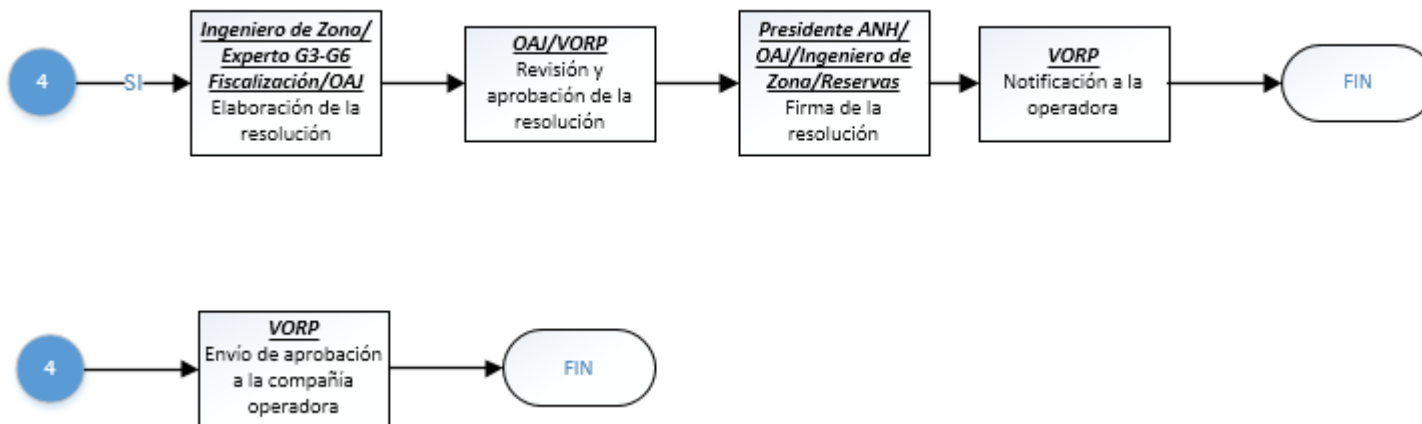 4
SI
Ingeniero de Zona/
Experto G3-G6
Fiscalización/OAJ
Elaboración de la
resolución
OAJ/VORP
Revisión y
aprobación de la
resolución
Presidente ANH/
OAJ/Ingeniero de
Zona/Reservas
Firma de la
resolución
VORP
Notificación a la
operadora
FIN
4
VORP
Envío de aprobación
a la compañía
operadora
FIN